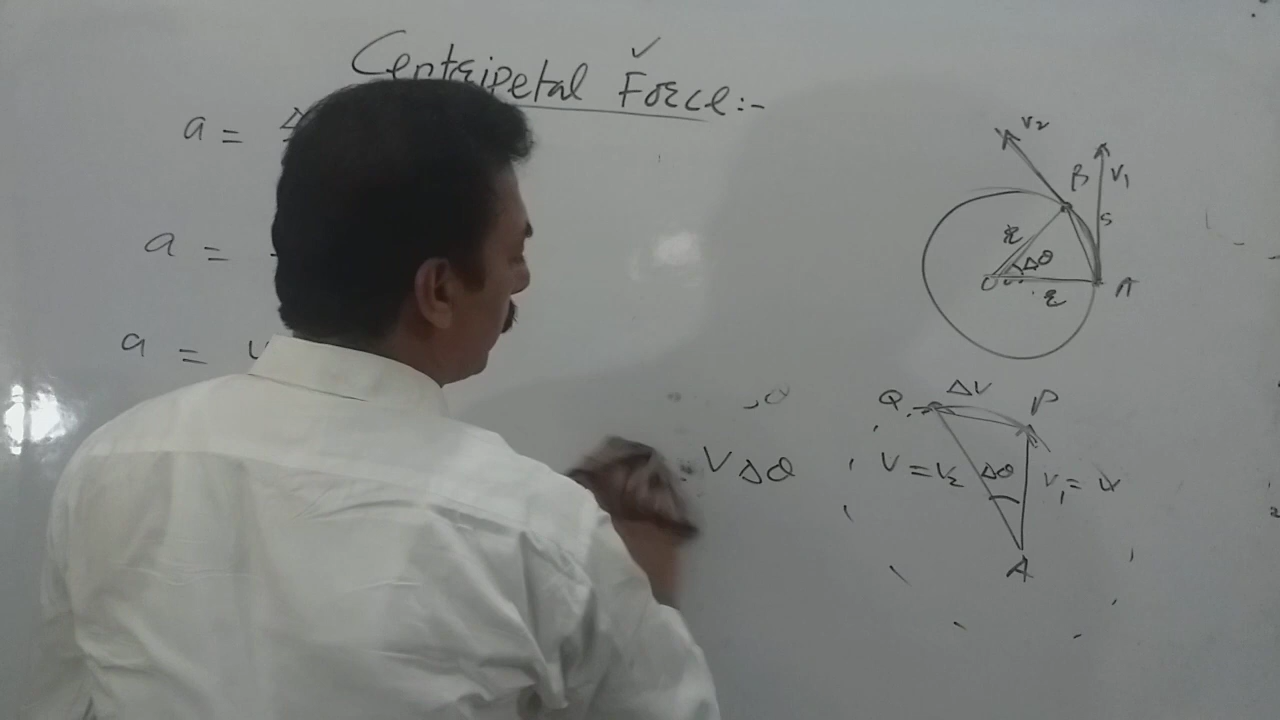 Centripetal Force:-
a = Δ
a =
a =
V Δθ
V2
B
V1
S
r
Δθ
O
r
A
Q
ΔV
P
V = V2
Δθ
V1 = V
A